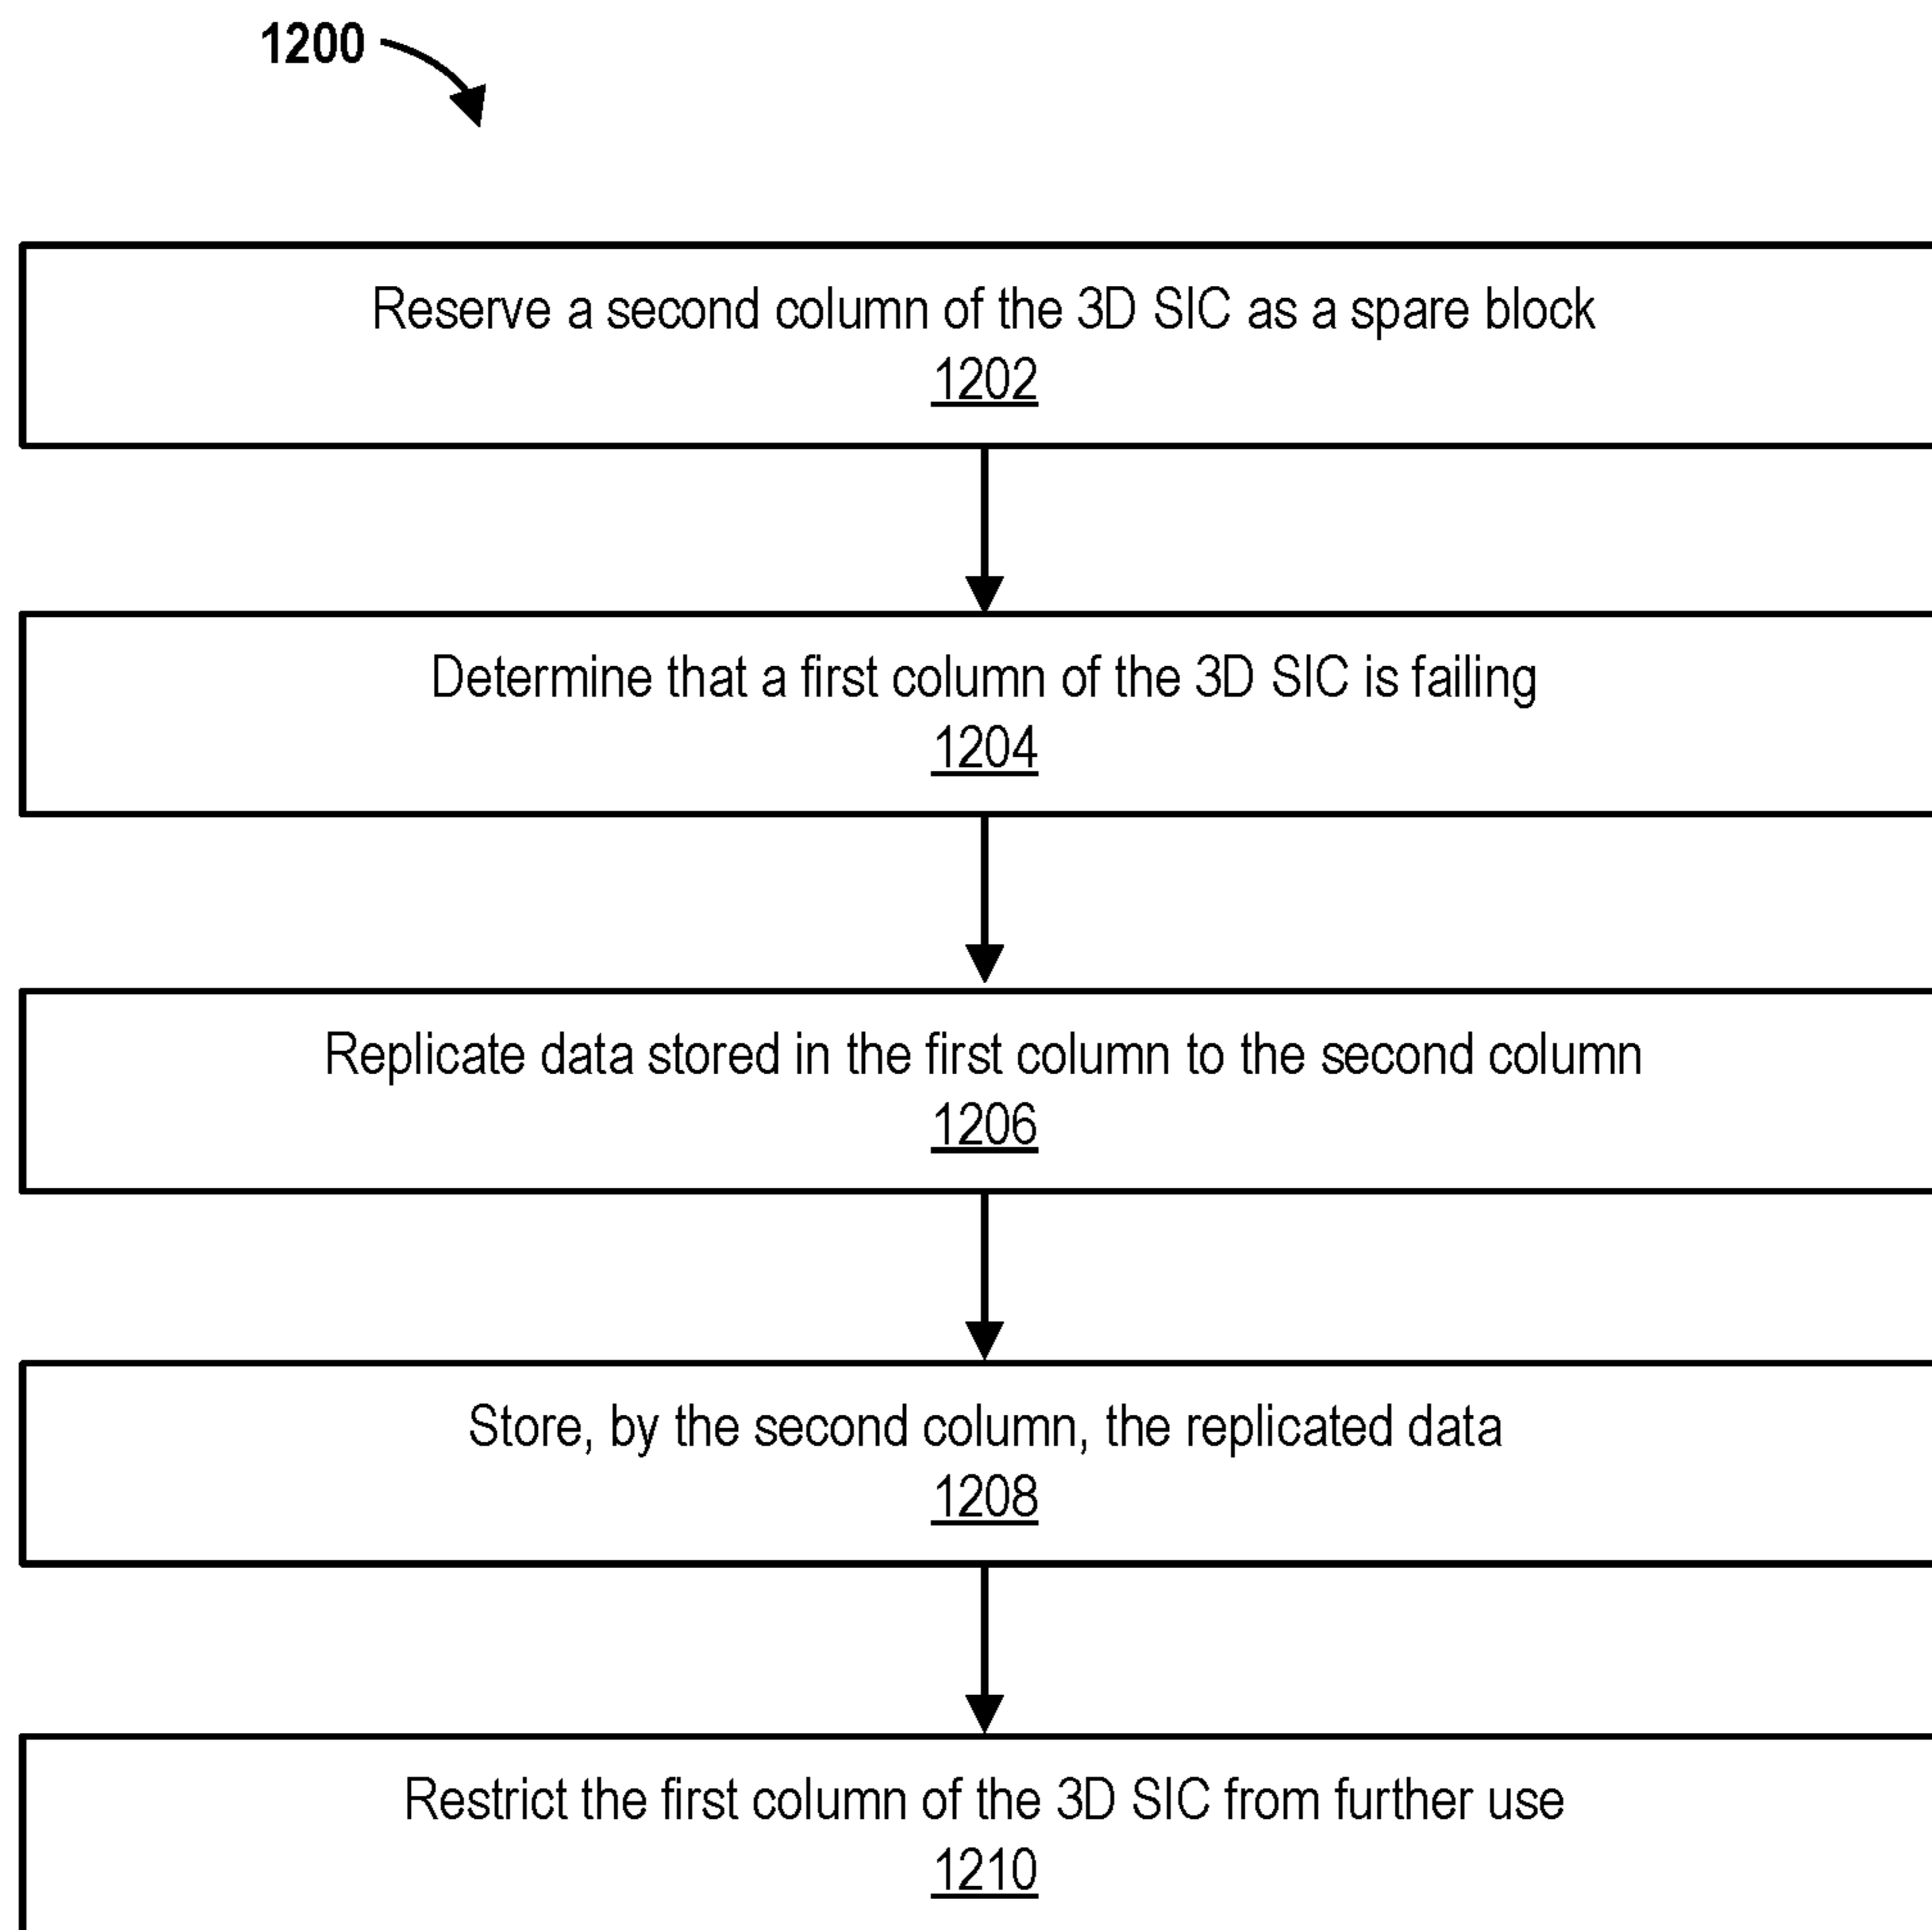 1200
Reserve a second column of the 3D SIC as a spare block
1202
Determine that a first column of the 3D SIC is failing
1204
Replicate data stored in the first column to the second column
1206
Store, by the second column, the replicated data
1208
Restrict the first column of the 3D SIC from further use
1210